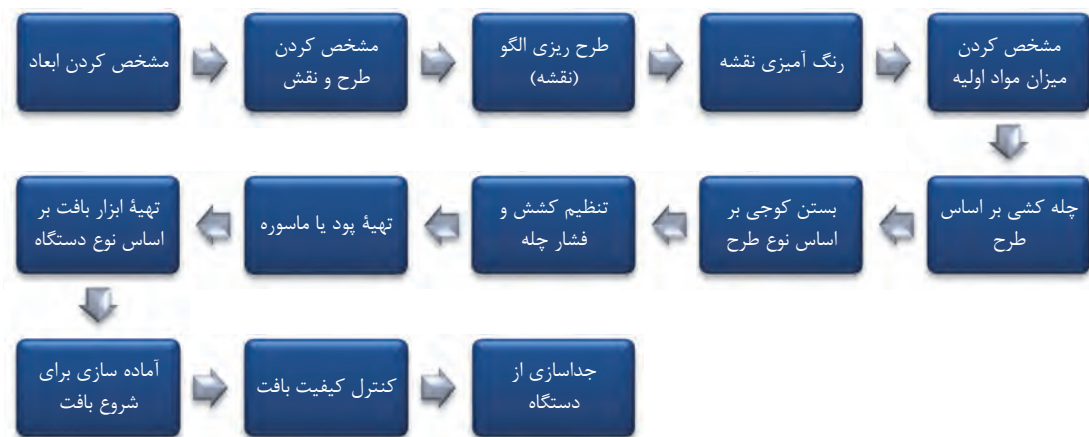 مشخص کردن ابعاد
مشخص کردن
طرح و نقش
طرح ریزی الگو
(نقشه)
رنگ آمیزی نقشه
مشخص کردن
میزان مواد اولیه
چله کشی بر اساس
طرح
بستن کوجی بر
اساس نوع طرح
تنظیم کشش و
فشار چله
تهیهٔ پود یا ماسوره
تهیهٔ ابزار بافت بر
اساس نوع دستگاه
آماده سازی برای
شروع بافت
کنترل کیفیت بافت
جداسازی از
دستگاه